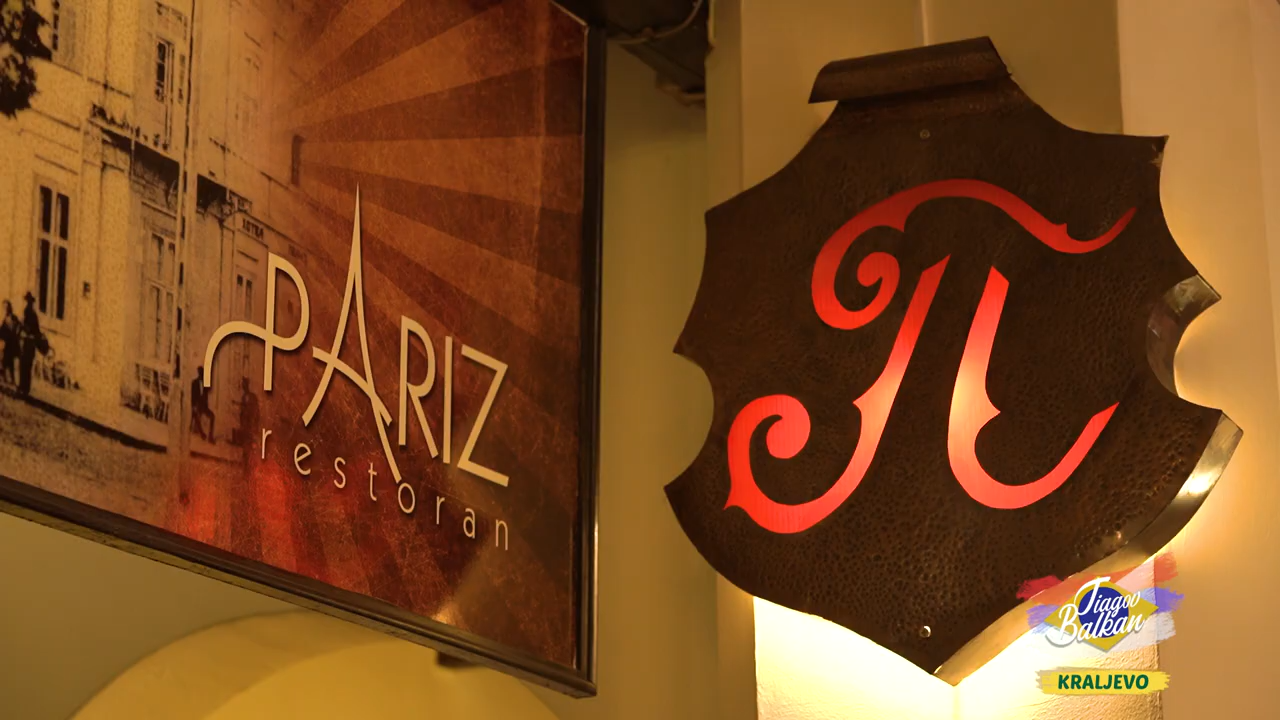 PARIZ
restoran
П
Tiagov
Balkan
KRALJEVO